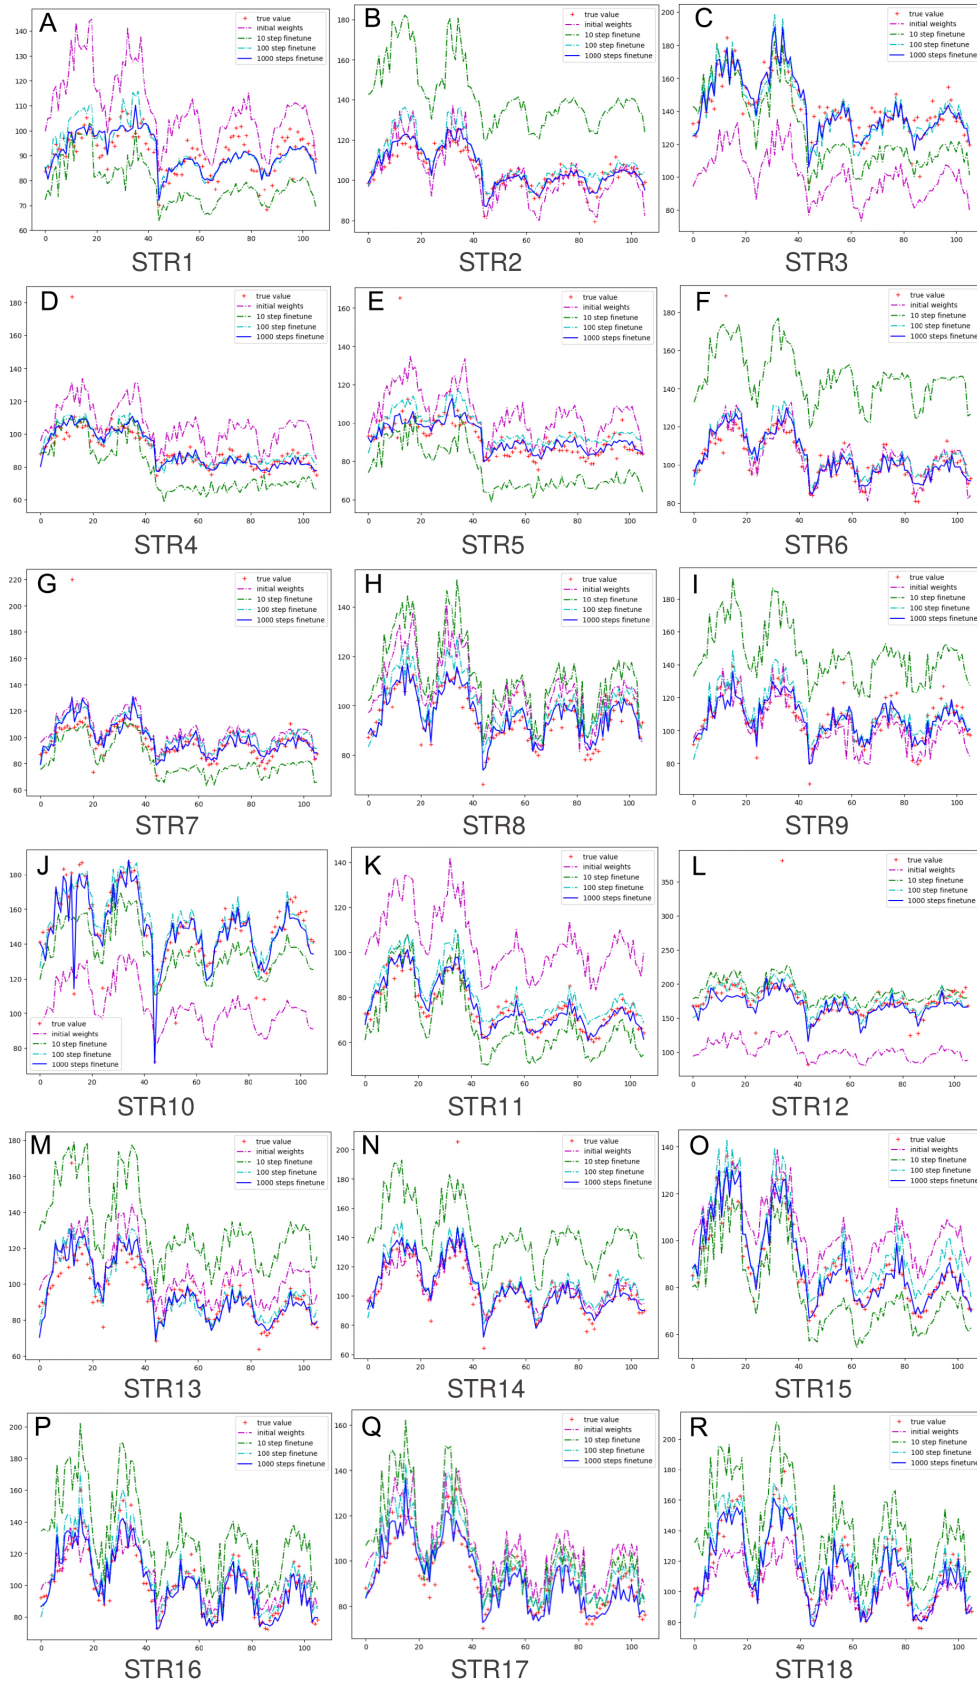 A
true value
initial weights
10 step finetune
100 step finetune
1000 steps finetune
STR1
B
true value
initial weights
10 step finetune
100 step finetune
1000 steps finetune
STR2
C
true value
initial weights
10 step finetune
100 step finetune
1000 steps finetune
STR3
D
true value
initial weights
10 step finetune
100 step finetune
1000 steps finetune
STR4
E
true value
initial weights
10 step finetune
100 step finetune
1000 steps finetune
STR5
F
true value
initial weights
10 step finetune
100 step finetune
1000 steps finetune
STR6
G
true value
initial weights
10 step finetune
100 step finetune
1000 steps finetune
STR7
H
true value
initial weights
10 step finetune
100 step finetune
1000 steps finetune
STR8
I
true value
initial weights
10 step finetune
100 step finetune
1000 steps finetune
STR9
J
true value
initial weights
10 step finetune
100 step finetune
1000 steps finetune
STR10
K
true value
initial weights
10 step finetune
100 step finetune
1000 steps finetune
STR11
L
true value
initial weights
10 step finetune
100 step finetune
1000 steps finetune
STR12
M
true value
initial weights
10 step finetune
100 step finetune
1000 steps finetune
STR13
N
true value
initial weights
10 step finetune
100 step finetune
1000 steps finetune
STR14
O
true value
initial weights
10 step finetune
100 step finetune
1000 steps finetune
STR15
P
true value
initial weights
10 step finetune
100 step finetune
1000 steps finetune
STR16
Q
true value
initial weights
10 step finetune
100 step finetune
1000 steps finetune
STR17
R
true value
initial weights
10 step finetune
100 step finetune
1000 steps finetune
STR18